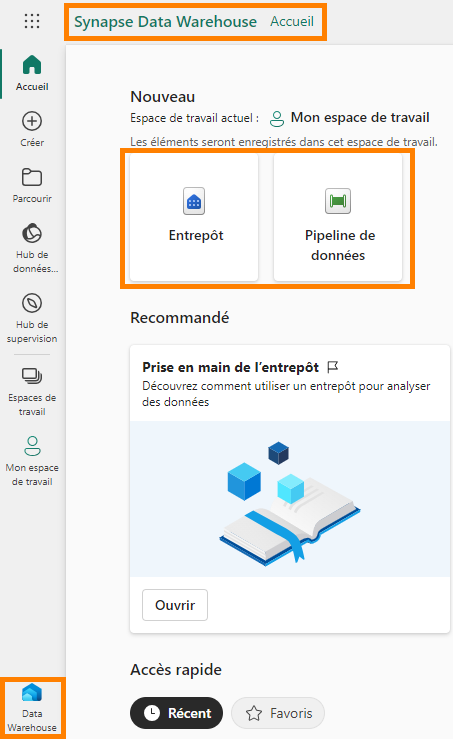 Synapse Data Warehouse Accueil
Accueil
Créer
Parcourir
Hub de
données...
Hub de
supervision
Espaces de
travail
Mon espace
de travail
Data
Warehouse
Nouveau
Espace de travail actuel : Mon espace de travail
Les éléments seront enregistrés dans cet espace de travail.
Entrepôt
Pipeline de
données
Recommandé
Prise en main de l’entrepôt
Découvrez comment utiliser un entrepôt pour analyser
des données
Ouvrir
Accès rapide
Récent
Favoris